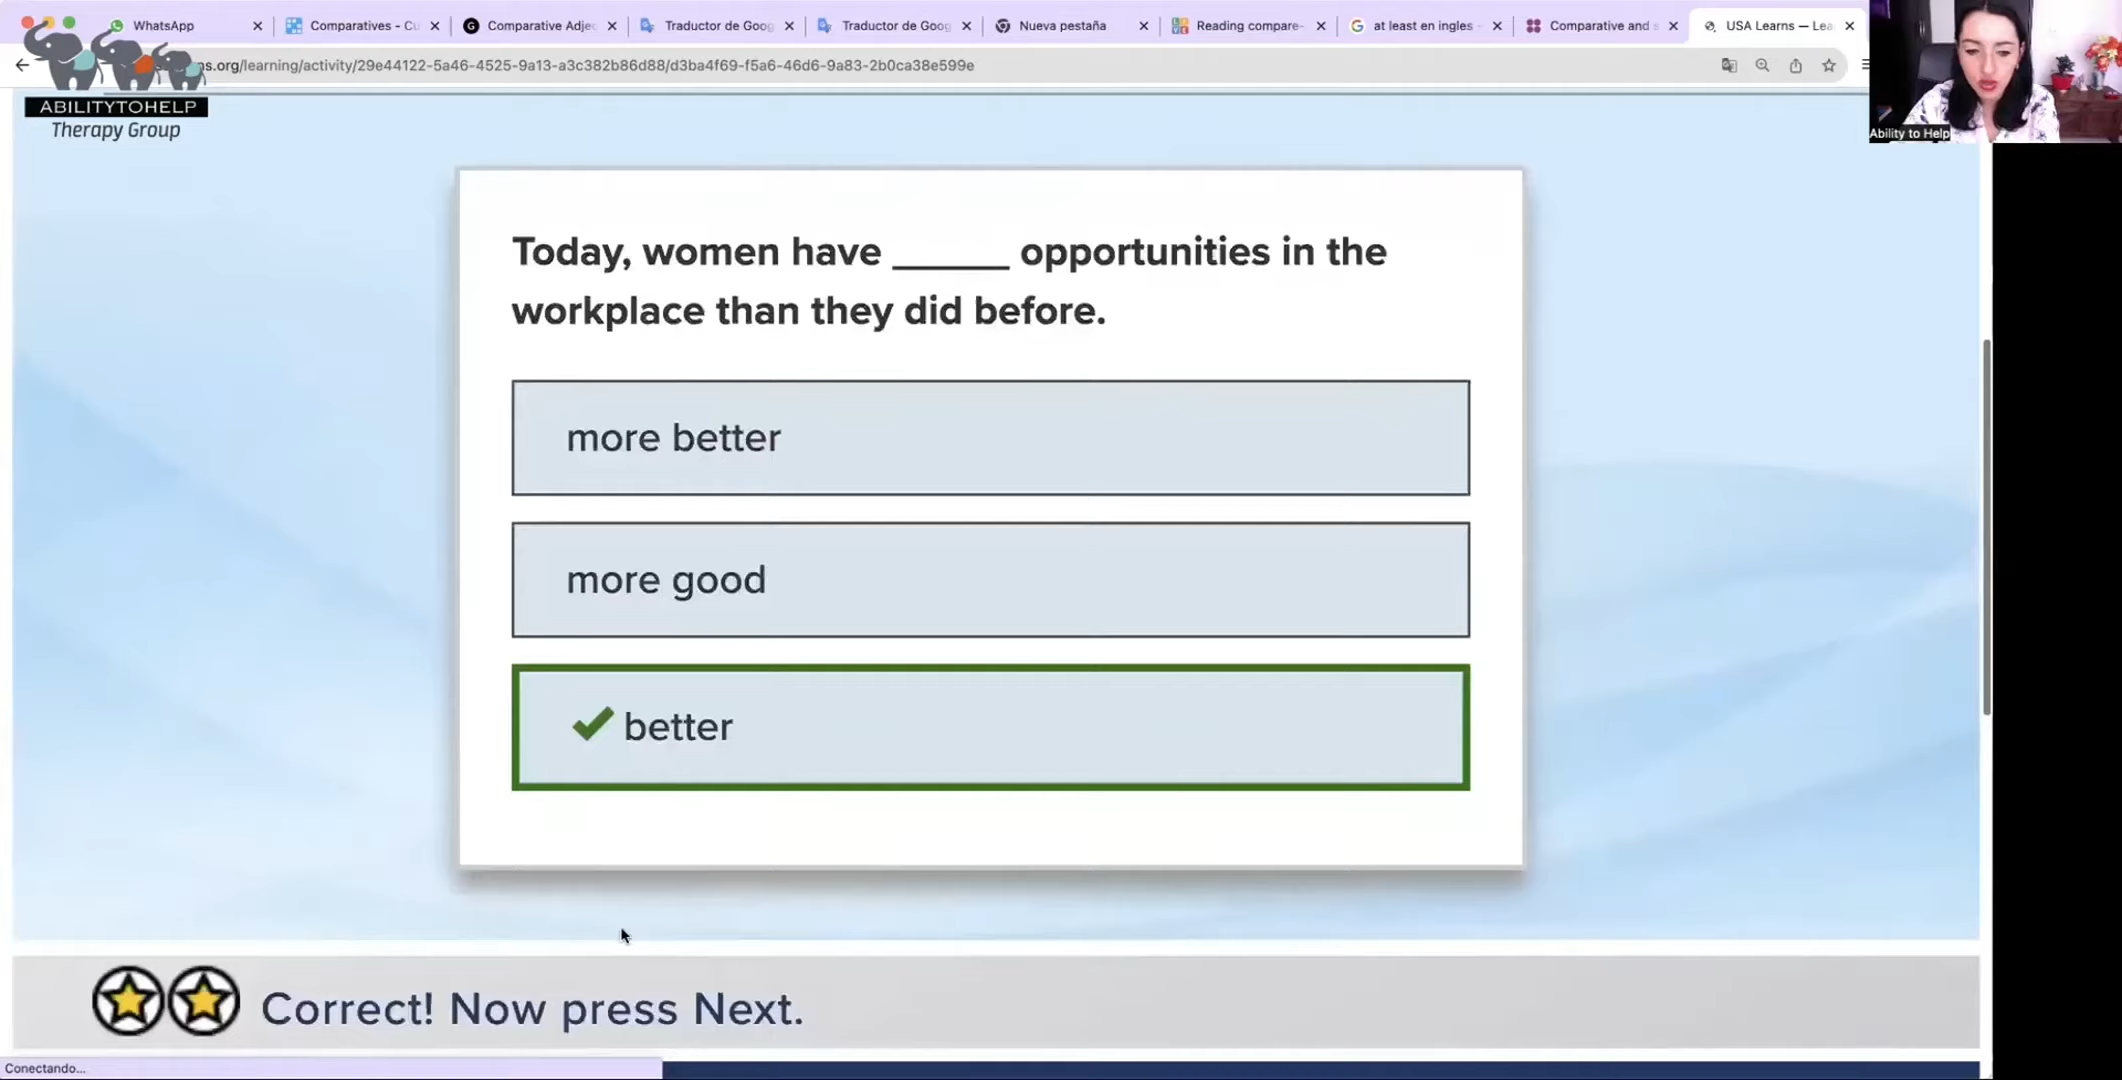 WhatsApp
Comparatives - Cu
Comparative Adjec
Traductor de Goog
Traductor de Goog
Nueva pestaña
Reading compare-
at least en ingles -
Comparative and s
USA Learns — Lea
ns.org/learning/activity/29e44122-5a46-4525-9a13-a3c382b86d88/d3ba4f69-f5a6-46d6-9a83-2b0ca38e599e
ABILITYTOHELP
Therapy Group
Ability to Help
Today, women have ______ opportunities in the
workplace than they did before.
more better
more good
better
Correct! Now press Next.
Conectando...